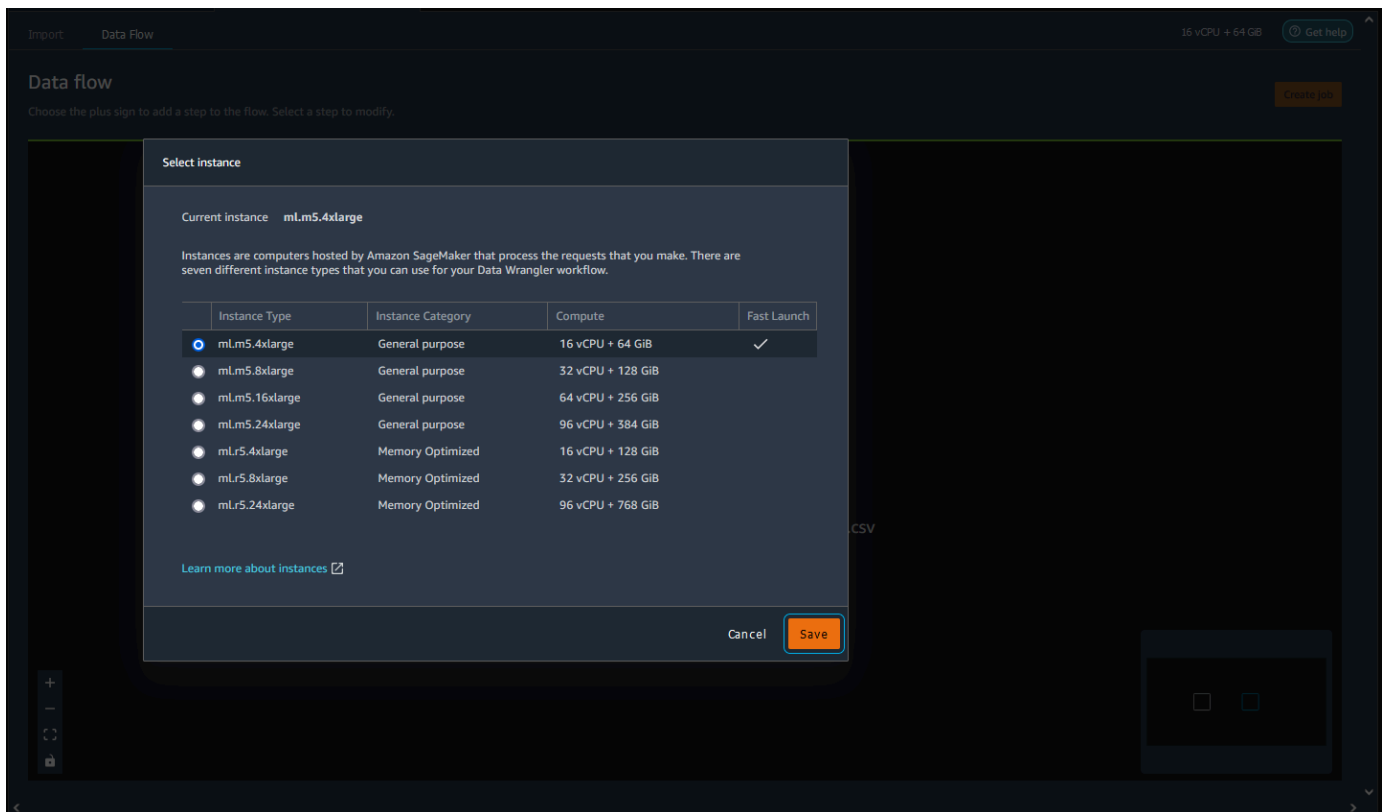 Import Data Flow 16 vCPU + 64 GiB Get help
Data flow
Create job
Choose the plus sign to add a step to the flow. Select a step to modify.
Select instance
Current instance ml.m5.4xlarge
Instances are computers hosted by Amazon SageMaker that process the requests that you make. There are
seven different instance types that you can use for your Data Wrangler workflow.
Instance Type Instance Category Compute Fast Launch
ml.m5.4xlarge General purpose 16 vCPU + 64 GiB
ml.m5.8xlarge General purpose 32 vCPU + 128 GiB
ml.m5.16xlarge General purpose 64 vCPU + 256 GiB
ml.m5.24xlarge General purpose 96 vCPU + 384 GiB
ml.r5.4xlarge Memory Optimized 16 vCPU + 128 GiB
ml.r5.8xlarge Memory Optimized 32 vCPU + 256 GiB
ml.r5.24xlarge Memory Optimized 96 vCPU + 768 GiB
.csv
Learn more about instances
Cancel Save